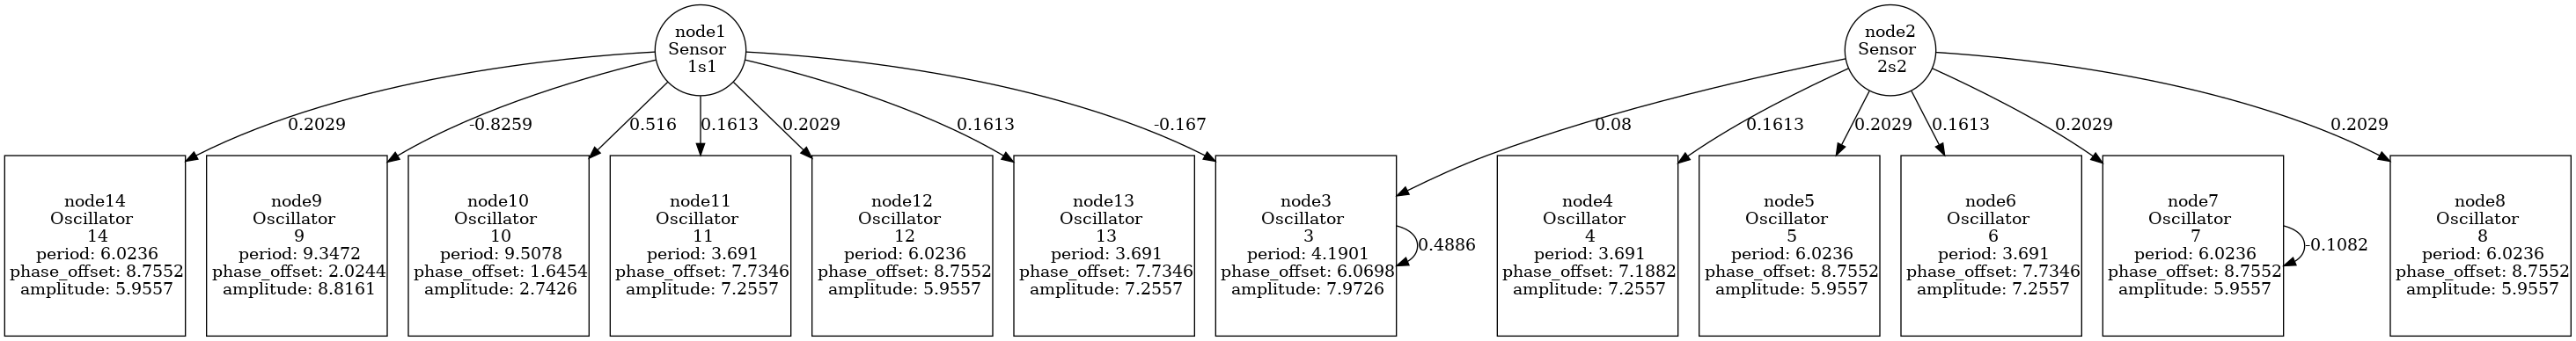 node1
Sensor
1s1
node2
Sensor
2s2
0.2029
-0.8259
0.516
0.1613
0.2029
0.1613
-0.167
0.08
0.1613
0.2029
0.1613
0.2029
0.2029
node14
Oscillator
14
period: 6.0236
phase_offset: 8.7552
amplitude: 5.9557
node9
Oscillator
9
period: 9.3472
phase_offset: 2.0244
amplitude: 8.8161
node10
Oscillator
10
period: 9.5078
phase_offset: 1.6454
amplitude: 2.7426
node11
Oscillator
11
period: 3.691
phase_offset: 7.7346
amplitude: 7.2557
node12
Oscillator
12
period: 6.0236
phase_offset: 8.7552
amplitude: 5.9557
node13
Oscillator
13
period: 3.691
phase_offset: 7.7346
amplitude: 7.2557
node3
Oscillator
3
period: 4.1901
phase_offset: 6.0698
amplitude: 7.9726
0.4886
node4
Oscillator
4
period: 3.691
phase_offset: 7.1882
amplitude: 7.2557
node5
Oscillator
5
period: 6.0236
phase_offset: 8.7552
amplitude: 5.9557
node6
Oscillator
6
period: 3.691
phase_offset: 7.7346
amplitude: 7.2557
node7
Oscillator
7
period: 6.0236
phase_offset: 8.7552
amplitude: 5.9557
-0.1082
node8
Oscillator
8
period: 6.0236
phase_offset: 8.7552
amplitude: 5.9557